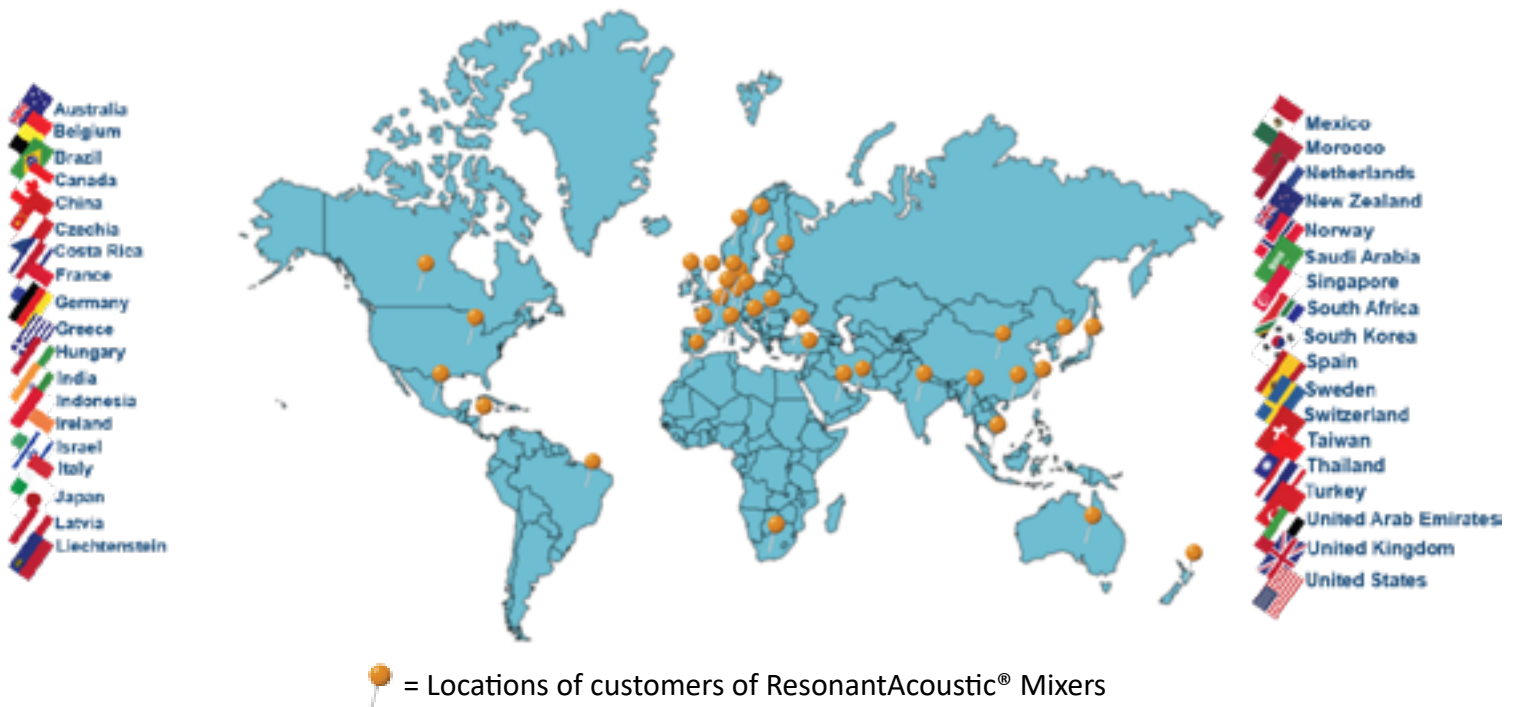 Australia
Belgium
Brazil
Canada
China
Czechia
Costa Rica
France
Germany
Greece
Hungary
India
Indonesia
Ireland
Israel
Italy
Japan
Latvia
Liechtenstein
Mexico
Morocco
Netherlands
New Zealand
Norway
Saudi Arabia
Singapore
South Africa
South Korea
Spain
Sweden
Switzerland
Taiwan
Thailand
Turkey
United Arab Emirates
United Kingdom
United States
= Locations of customers of ResonantAcoustic® Mixers